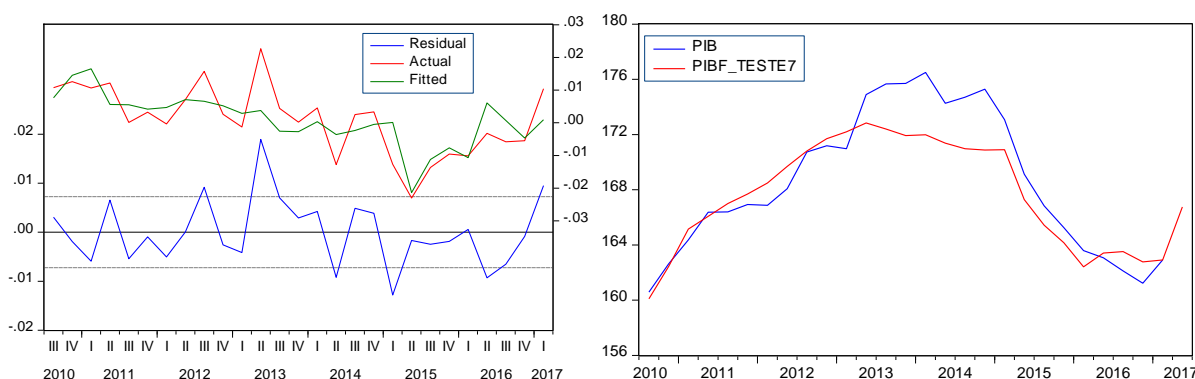 .03
.02
.01
.00
-.01
-.02
-.03
.02
.01
.00
-.01
-.02
Residual
Actual
Fitted
III IV I II III IV I II III IV I II III IV I II III IV I II III IV I II III IV I
2010 2011 2012 2013 2014 2015 2016 2017
180
176
172
168
164
160
156
PIB
PIBF_TESTE7
2010 2011 2012 2013 2014 2015 2016 2017